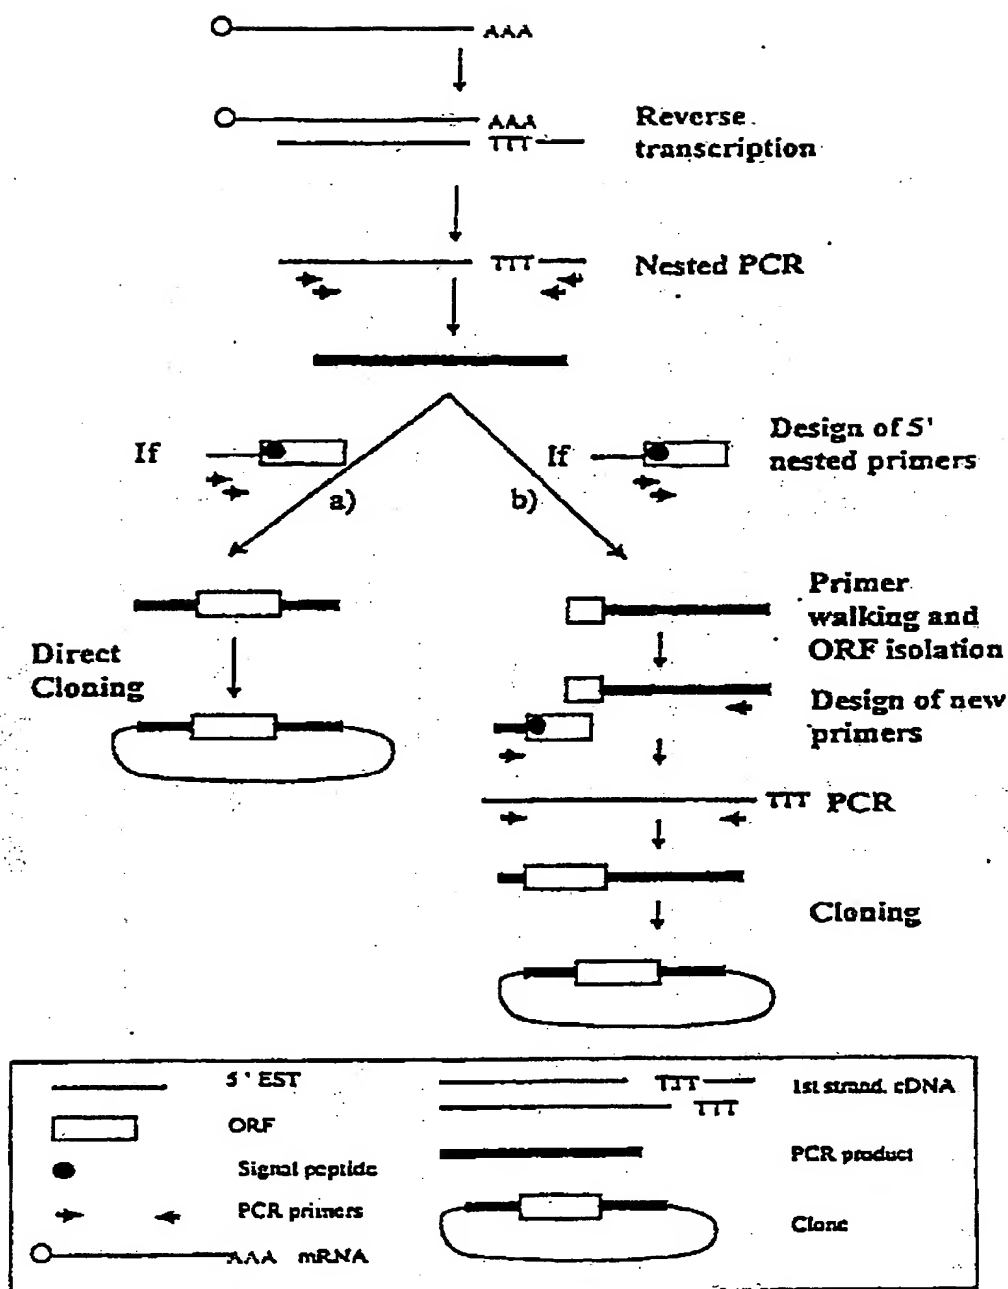 AAA
AAA
TTT
Reverse
transcription
TTT
Nested PCR
If
a)
If
b)
Design of 5'
nested primers
Primer
walking and
ORF isolation
Direct
Cloning
Design of new
primers
TTT PCR
Cloning
5' EST
ORF
Signal peptide
PCR primers
AAA mRNA
TTT
TTT
1st strand. cDNA
PCR product
Clone